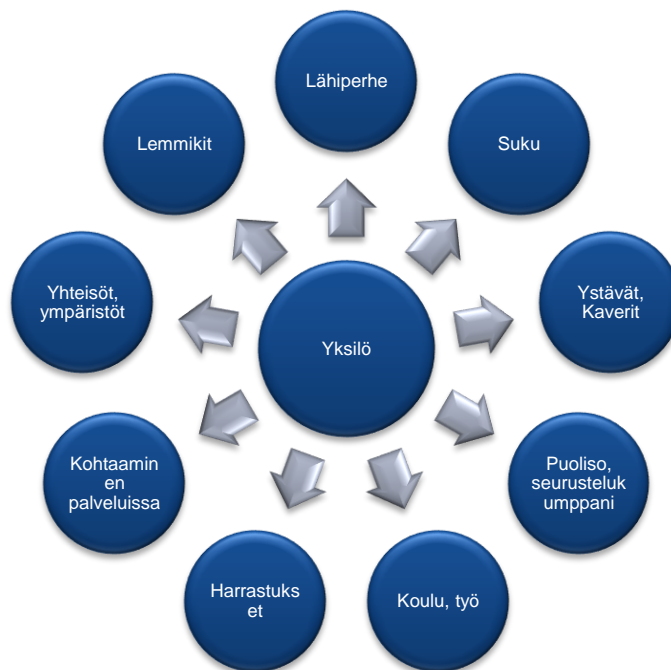 Lähiperhe
Suku
Ystävät,
Kaverit
Puoliso,
seurusteluk
umppani
Koulu, työ
Harrastuks
et
Kohtaamin
en
palveluissa
Yhteisöt,
ympäristöt
Lemmikit
Yksilö